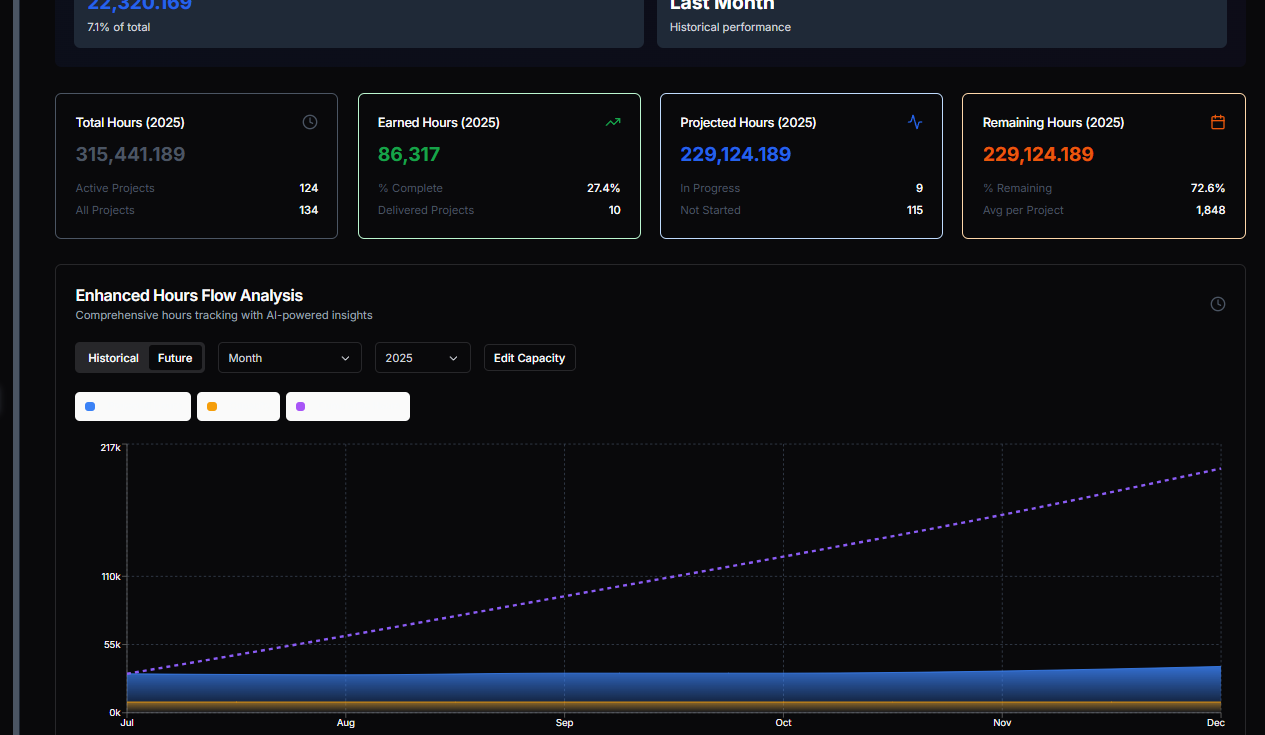 22,320.169
7.1% of total
Last Month
Historical performance
Total Hours (2025)
315,441.189
Active Projects 124
All Projects 134
Earned Hours (2025)
86,317
% Complete 27.4%
Delivered Projects 10
Projected Hours (2025)
229,124.189
In Progress 9
Not Started 115
Remaining Hours (2025)
229,124.189
% Remaining 72.6%
Avg per Project 1,848
Enhanced Hours Flow Analysis
Comprehensive hours tracking with AI-powered insights
Historical Future Month 2025 Edit Capacity
217k
110k
55k
0k
Jul Aug Sep Oct Nov Dec